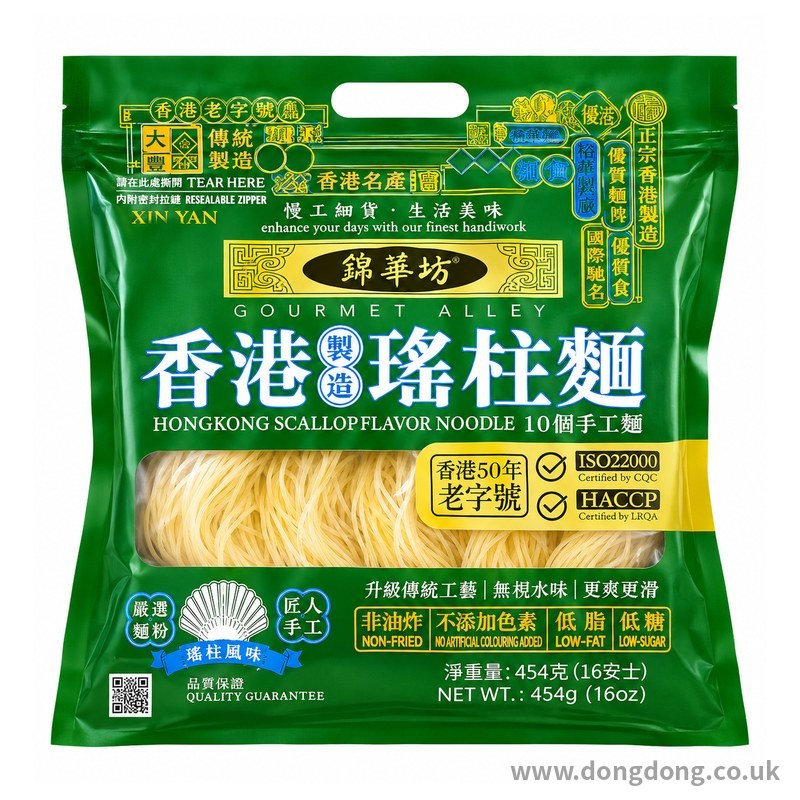 香港老字號
大豐
傳統製造
請在此處撕開 TEAR HERE
內附密封拉鏈 RESEALABLE ZIPPER
XIN YAN
香港名產
優港
裕華製廠
優質麵牌
正宗香港製造
國際馳名
優質食
慢工細貨·生活美味
enhance your days with our finest handiwork
錦華坊®
GOURMET ALLEY
香港製造瑤柱麵
HONGKONG SCALLOP FLAVOR NOODLE 10個手工麵
香港50年
老字號
ISO22000
Certified by CQC
HACCP
Certified by LRQA
升級傳統工藝|無梘水味|更爽更滑
嚴選麵粉
匠人手工
瑤柱風味
品質保證
QUALITY GUARANTEE
非油炸 不添加色素 低脂 低糖
NON-FRIED NO ARTIFICIAL COLOURING ADDED LOW-FAT LOW-SUGAR
淨重量: 454克 (16安士)
NET WT.: 454g (16oz)
www.dongdong.co.uk